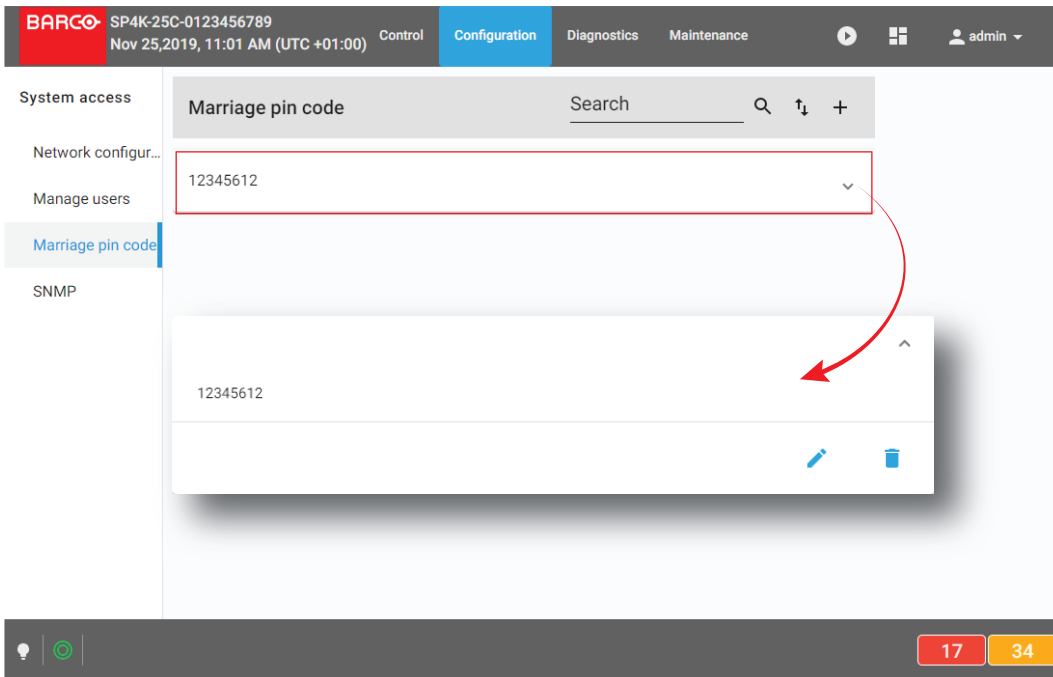 BARCO SP4K-25C-0123456789
Nov 25,2019, 11:01 AM (UTC +01:00)
Control Configuration Diagnostics Maintenance admin
System access
Network configur...
Manage users
Marriage pin code
SNMP
Marriage pin code Search
12345612
12345612
17 34